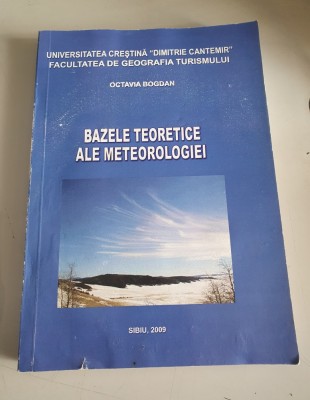 UNIVERSITATEA CREȘTINĂ "DIMITRIE CANTEMIR"
FACULTATEA DE GEOGRAFIA TURISMULUI
OCTAVIA BOGDAN
BAZELE TEORETICE
ALE METEOROLOGIEI
SIBIU, 2009